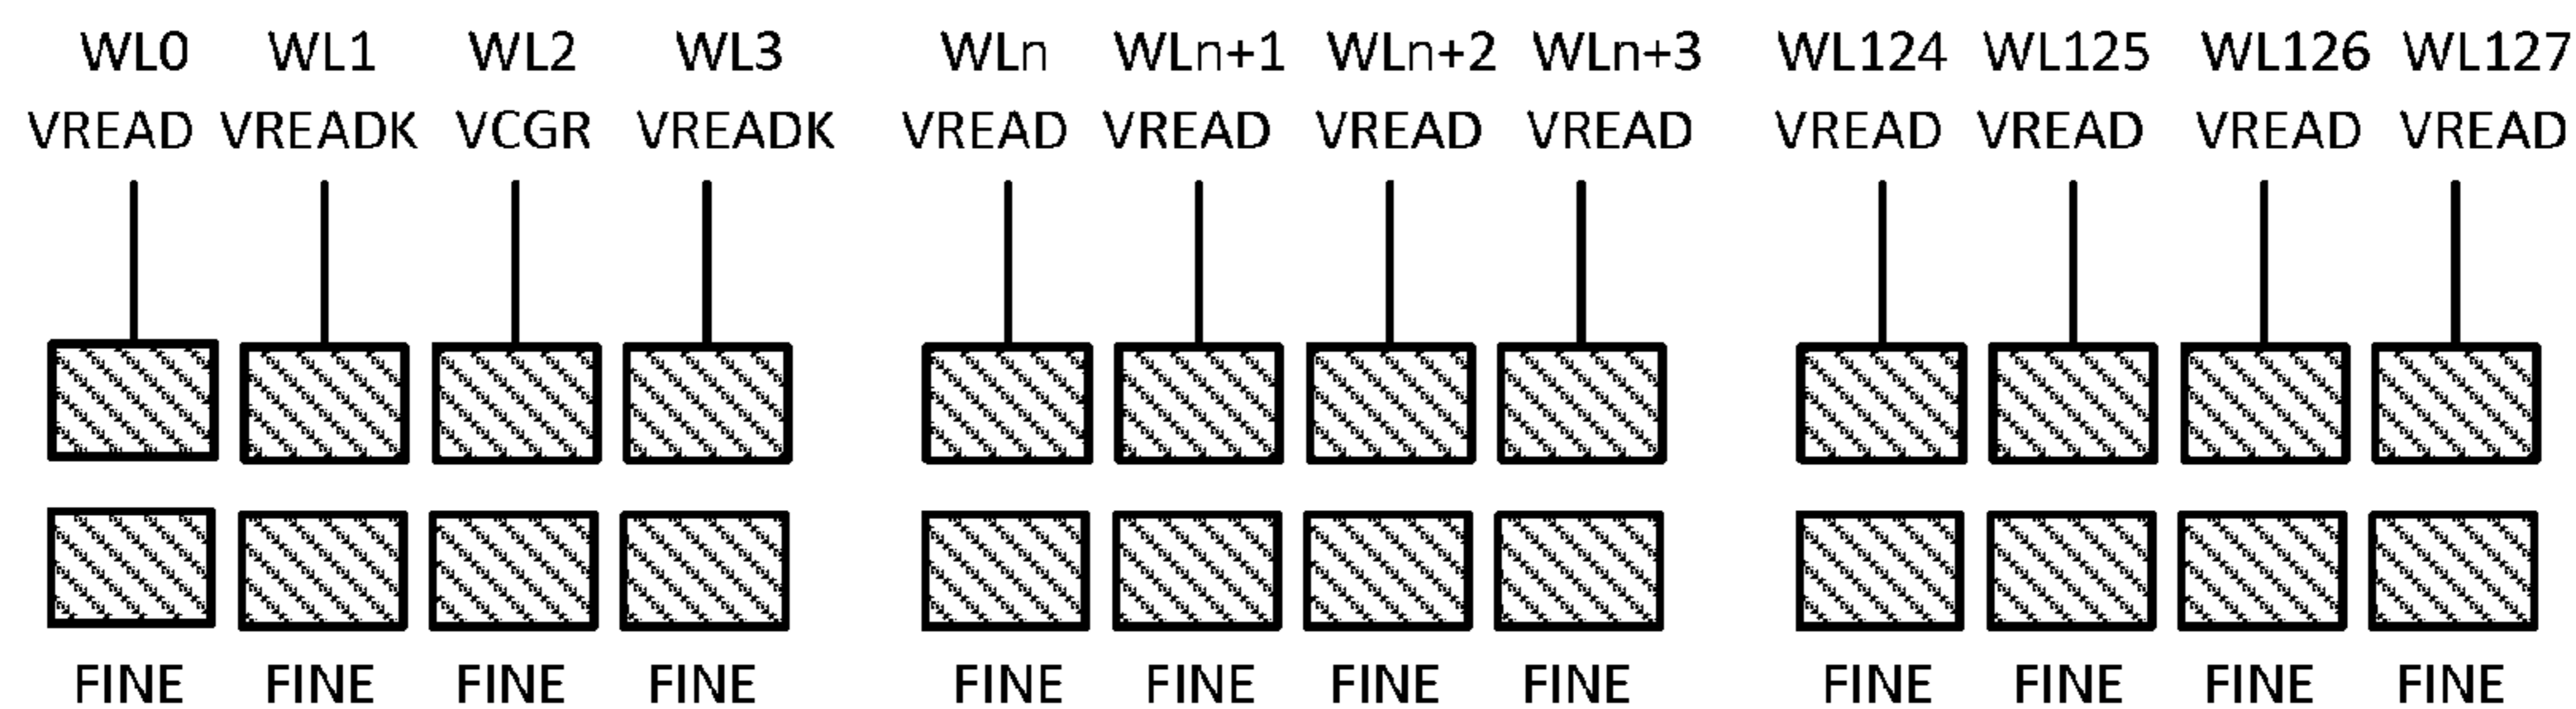 WL0 WL1 WL2 WL3 WLn WLn+1 WLn+2 WLn+3 WL124 WL125 WL126 WL127
VREAD VREADK VCGR VREADK VREAD VREAD VREAD VREAD VREAD VREAD VREAD VREAD
FINE FINE FINE FINE FINE FINE FINE FINE FINE FINE FINE FINE